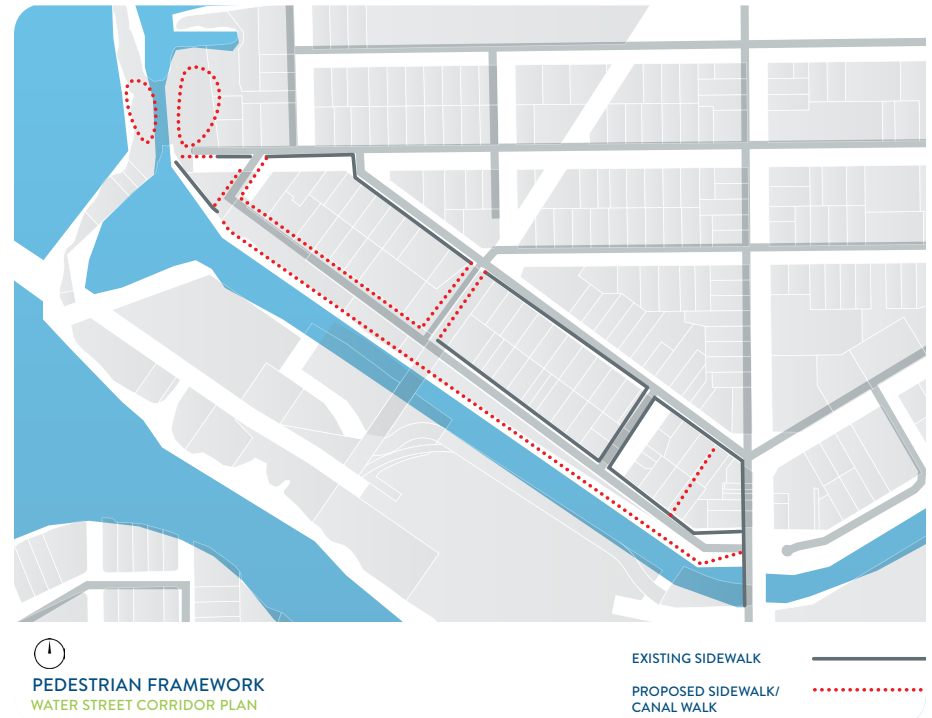 PEDESTRIAN FRAMEWORK
WATER STREET CORRIDOR PLAN
EXISTING SIDEWALK
PROPOSED SIDEWALK/
CANAL WALK